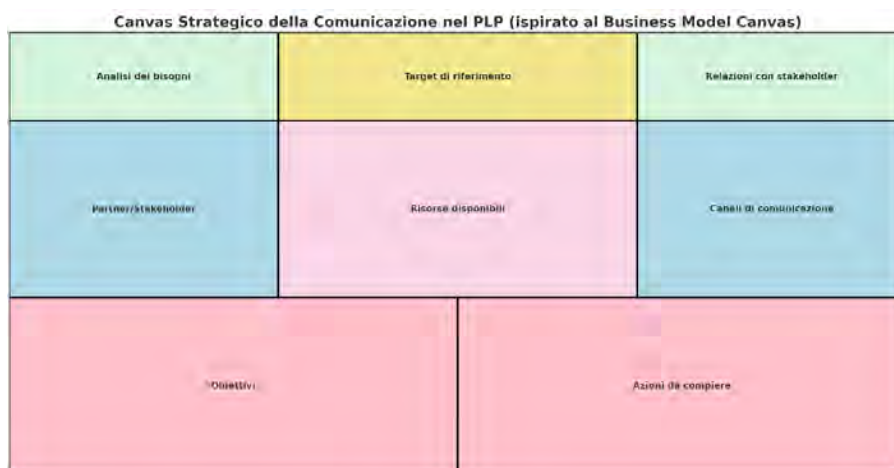 Canvas Strategico della Comunicazione nel PLP (ispirato al Business Model Canvas)
Analisi dei bisogni
Target di riferimento
Relazioni con stakeholder
Partner/Stakeholder
Risorse disponibili
Canali di comunicazione
Obiettivi
Azioni da compiere